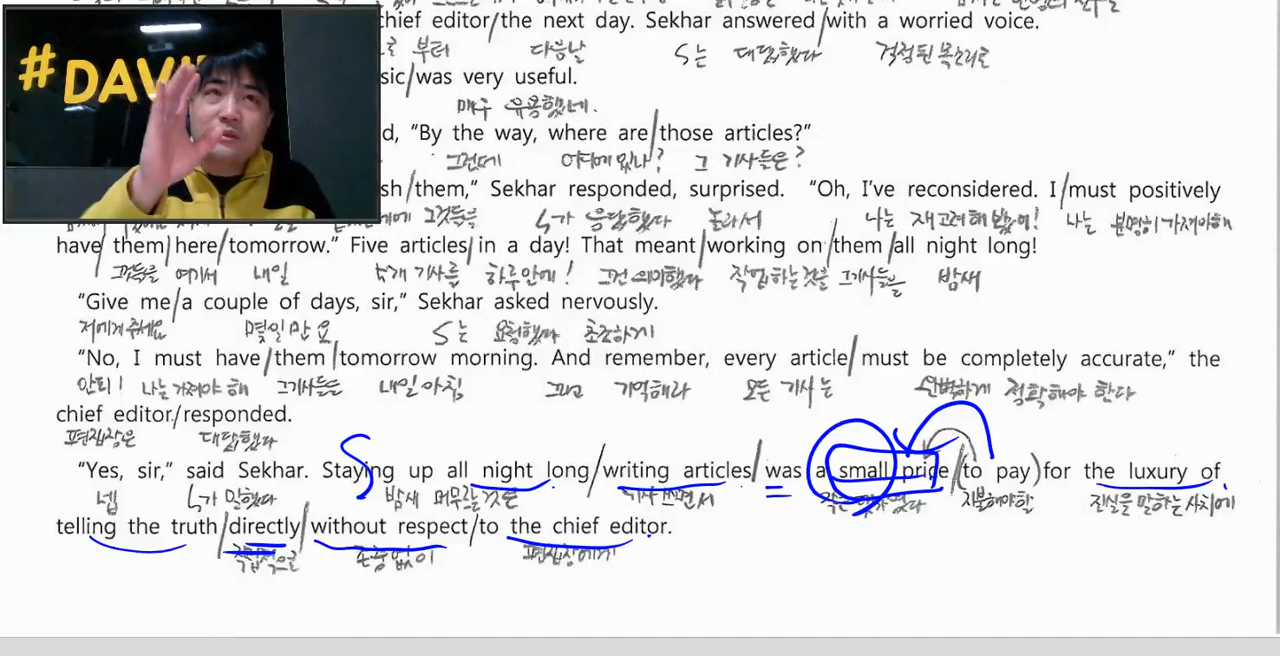 #DAVI
chief editor/the next day. Sekhar answered/with a worried voice.
부터 다음날 S는 대답했다 걱정된 목소리로
sic/was very useful.
매우 유용했네.
d, “By the way, where are/those articles?”
그런데 어디에 있나? 그 기사들은?
sh/them,” Sekhar responded, surprised. “Oh, I’ve reconsidered. I/must positively
그것들을 S가 응답했다 놀라서 나는 재고려해 봤어! 나는 분명히 가져야해
have/them/here/tomorrow.” Five articles/in a day! That meant/working on/them/all night long!
그것들을 여기서 내일 5개 기사를 하루안에! 그건 의미했다 작업하는 것을 그기사들을 밤새
“Give me/a couple of days, sir,” Sekhar asked nervously.
저에게 주세요 몇일만요 S는 요청했다 초조하게
“No, I must have/them/tomorrow morning. And remember, every article/must be completely accurate,” the
안돼! 나는 가져야 해 그기사들을 내일 아침 그리고 기억해라 모든 기사는 완벽하게 정확해야 한다
chief editor/responded.
편집장은 대답했다
“Yes, sir,” said Sekhar. Staying up all night long/writing articles/was a small price/(to pay)for the luxury of
넵 S가 말했다 밤새 머무르는 것은 기사 쓰면서 지불해야할 진실을 말하는 사치에
telling the truth/directly/without respect/to the chief editor.
직접적으로 존중 없이 편집장에게